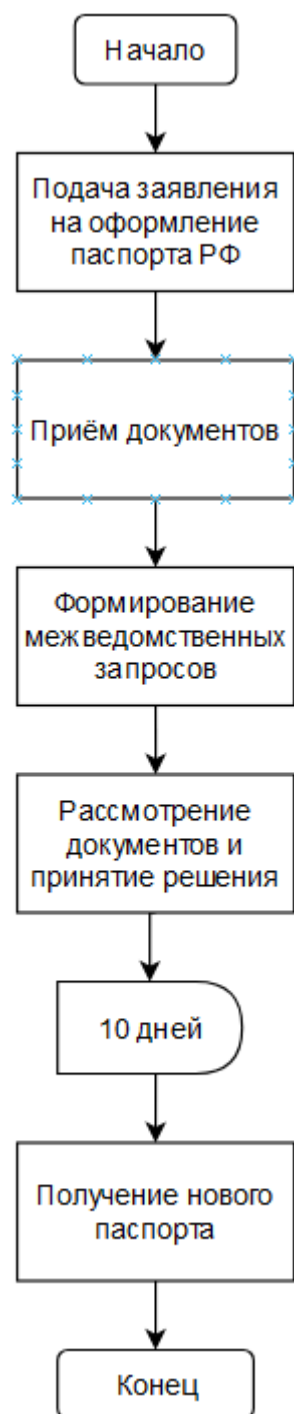 Начало
Подача заявления
на оформление
паспорта РФ
Приём документов
Формирование
межведомственных
запросов
Рассмотрение
документов и
принятие решения
10 дней
Получение нового
паспорта
Конец